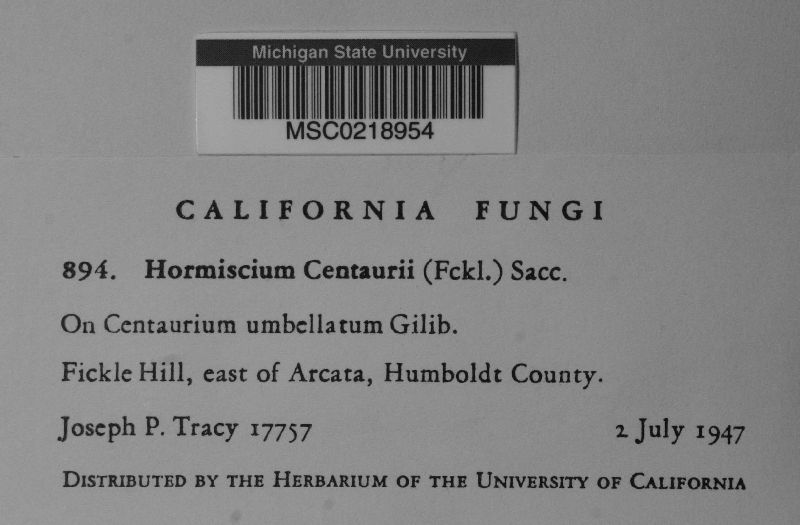 Michigan State University
MSC0218954
CALIFORNIA FUNGI
894. Hormiscium Centaurii (Fckl.) Sacc.
On Centaurium umbellatum Gilib.
Fickle Hill, east of Arcata, Humboldt County.
Joseph P. Tracy 17757 2 July 1947
DISTRIBUTED BY THE HERBARIUM OF THE UNIVERSITY OF CALIFORNIA